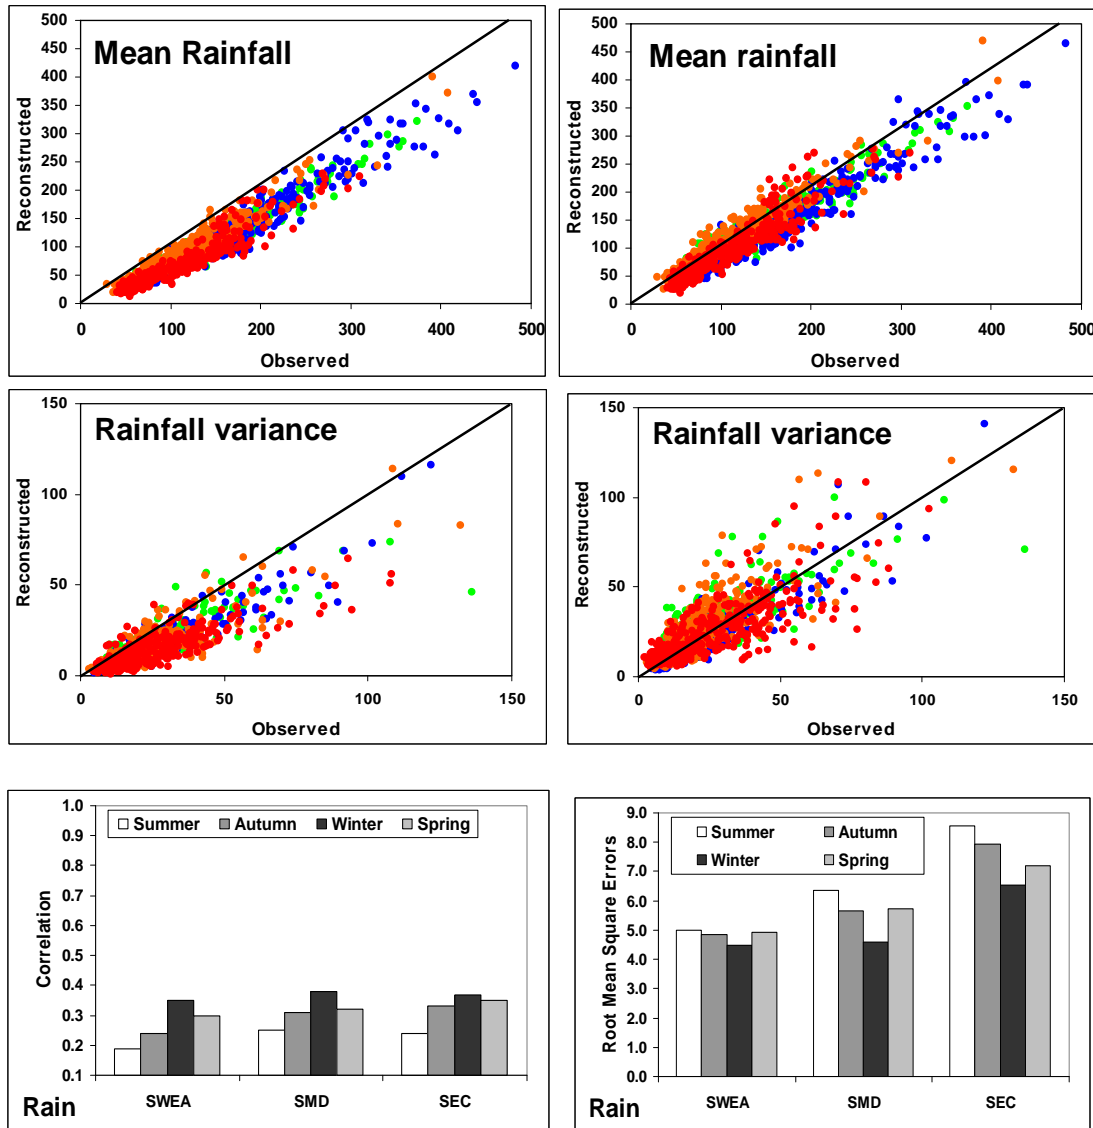 Mean Rainfall
Reconstructed
500
450
400
350
300
250
200
150
100
50
0
0 100 200 300 400 500
Observed
Mean rainfall
Reconstructed
500
450
400
350
300
250
200
150
100
50
0
0 100 200 300 400 500
Observed
Rainfall variance
Reconstructed
150
100
50
0
0 50 100 150
Observed
Rainfall variance
Reconstructed
150
100
50
0
0 50 100 150
Observed
Correlation
1.0
0.9
0.8
0.7
0.6
0.5
0.4
0.3
0.2
0.1
Summer Autumn Winter Spring
SWEA SMD SEC
Rain
Root Mean Square Errors
9.0
8.0
7.0
6.0
5.0
4.0
3.0
2.0
1.0
0.0
Summer Autumn
Winter Spring
SWEA SMD SEC
Rain